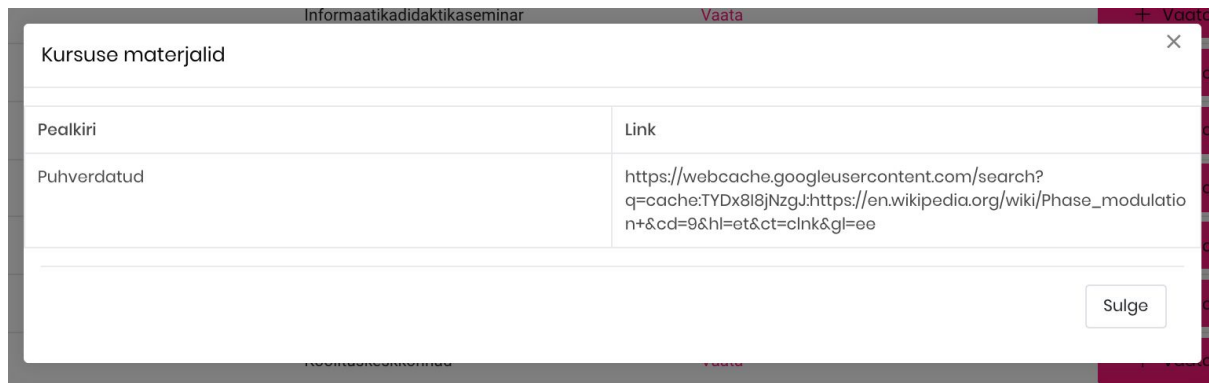 Informaatikadidaktikaseminar Vaata + Vaata
Kursuse materjalid ×
Pealkiri Link
Puhverdatud https://webcache.googleusercontent.com/search?
q=cache:TYDx8I8jNzgJ:https://en.wikipedia.org/wiki/Phase_modulatio
n+&cd=9&hl=et&ct=clnk&gl=ee
Sulge
Vaata